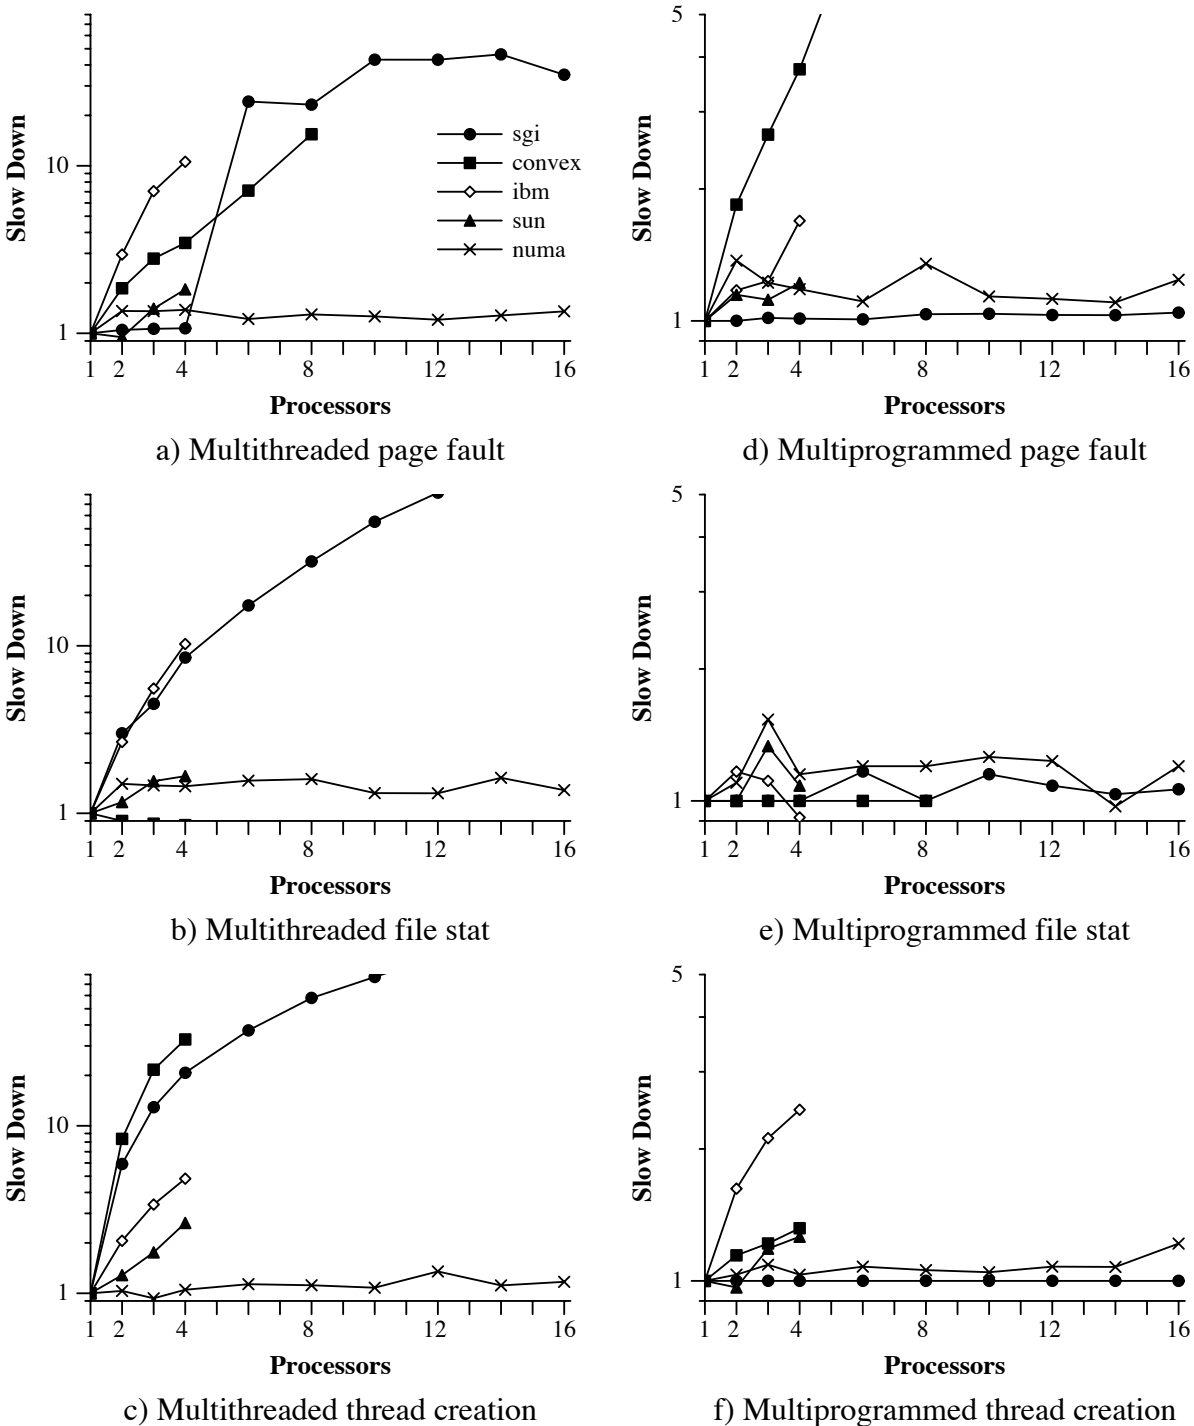 Slow Down
10
1
sgi
convex
ibm
sun
numa
1 2 4 8 12 16
Processors
a) Multithreaded page fault
Slow Down
5
1
1 2 4 8 12 16
Processors
d) Multiprogrammed page fault
Slow Down
10
1
1 2 4 8 12 16
Processors
b) Multithreaded file stat
Slow Down
5
1
1 2 4 8 12 16
Processors
e) Multiprogrammed file stat
Slow Down
10
1
1 2 4 8 12 16
Processors
c) Multithreaded thread creation
Slow Down
5
1
1 2 4 8 12 16
Processors
f) Multiprogrammed thread creation